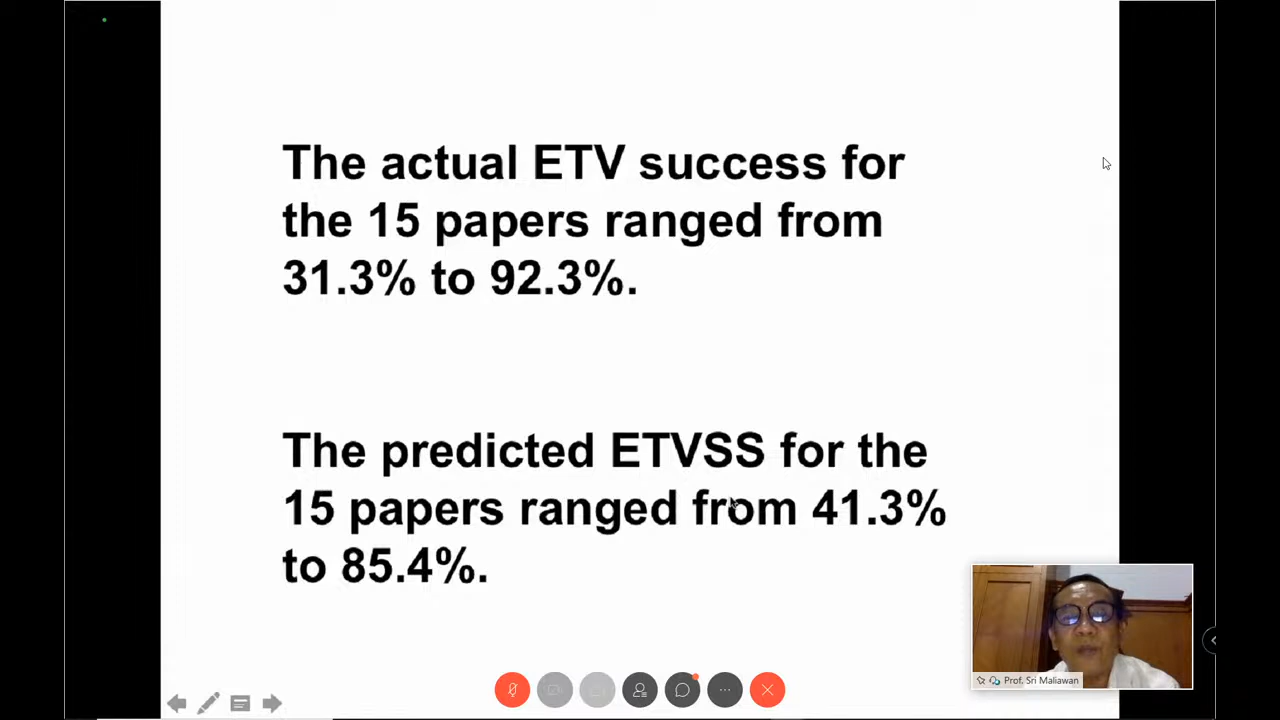 The actual ETV success for
the 15 papers ranged from
31.3% to 92.3%.
The predicted ETVSS for the
15 papers ranged from 41.3%
to 85.4%.
Prof. Sri Maliawan